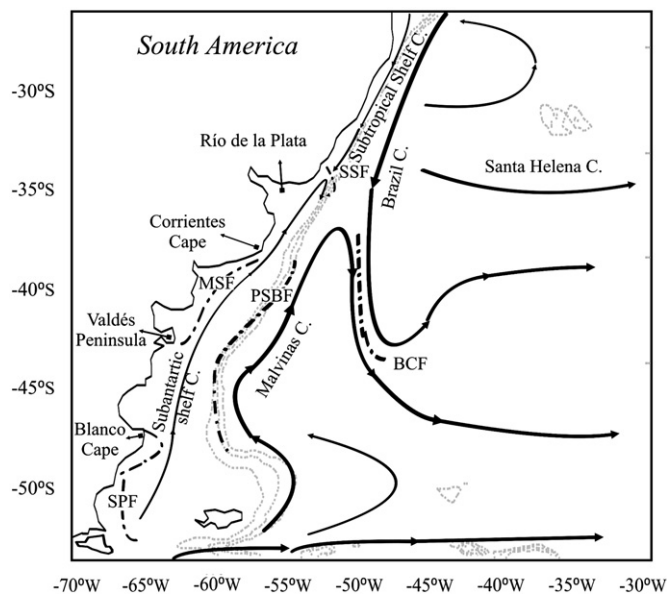 South America
-30ºS
Subtropical Shelf C.
Río de la Plata
SSF
Santa Helena C.
-35ºS
Brazil C.
Corrientes
Cape
MSF
-40ºS
PSBF
Valdés
Peninsula
Malvinas C.
BCF
Subantartic
shelf C.
-45ºS
Blanco
Cape
-50ºS
SPF
-70ºW -65ºW -60ºW -55ºW -50ºW -45ºW -40ºW -35ºW -30ºW